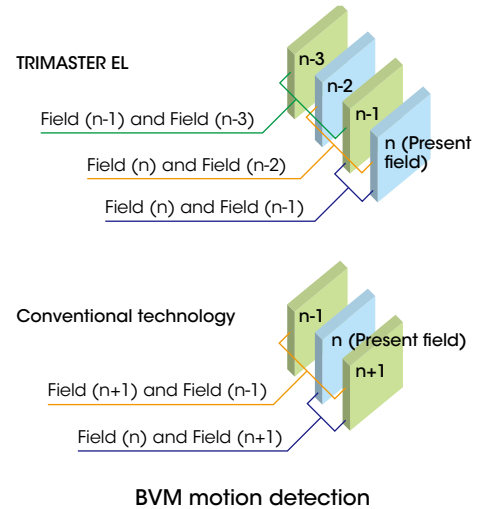 TRIMASTER EL
n-3
n-2
n-1
n (Present
field)
Field (n-1) and Field (n-3)
Field (n) and Field (n-2)
Field (n) and Field (n-1)
Conventional technology
n-1
n (Present field)
n+1
Field (n+1) and Field (n-1)
Field (n) and Field (n+1)
BVM motion detection